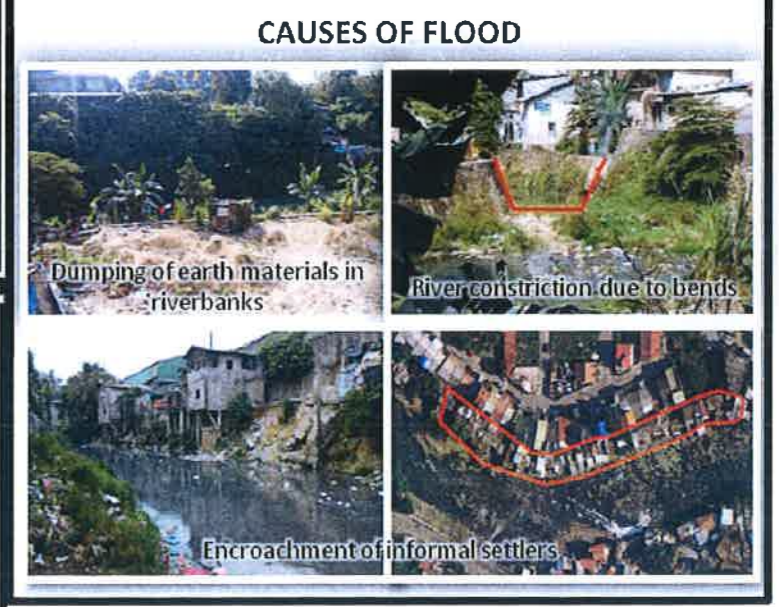 CAUSES OF FLOOD
Dumping of earth materials in
riverbanks
River constriction due to bends
Encroachment of informal settlers